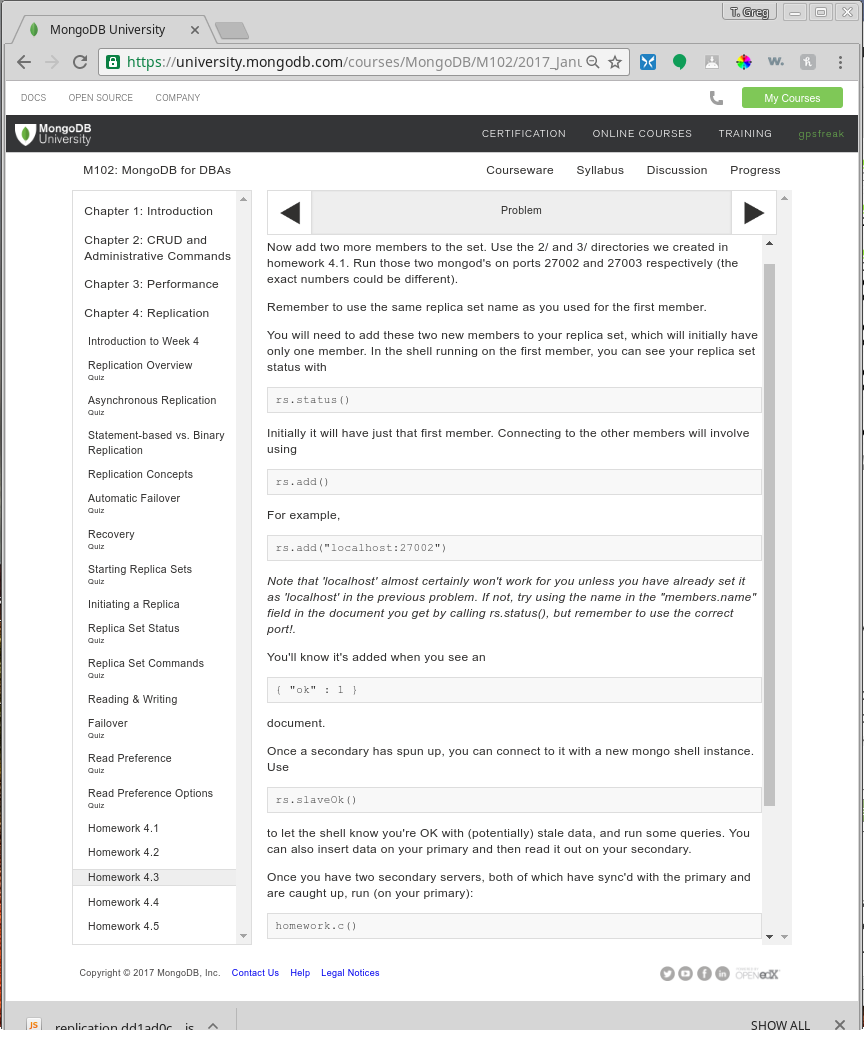 T. Greg
MongoDB University
https://university.mongodb.com/courses/MongoDB/M102/2017_Janu
DOCS OPEN SOURCE COMPANY
My Courses
MongoDB
University
CERTIFICATION ONLINE COURSES TRAINING gpsfreak
M102: MongoDB for DBAs
Courseware Syllabus Discussion Progress
Chapter 1: Introduction
Chapter 2: CRUD and
Administrative Commands
Chapter 3: Performance
Chapter 4: Replication
Introduction to Week 4
Replication Overview
Quiz
Asynchronous Replication
Quiz
Statement-based vs. Binary
Replication
Replication Concepts
Automatic Failover
Quiz
Recovery
Quiz
Starting Replica Sets
Quiz
Initiating a Replica
Replica Set Status
Quiz
Replica Set Commands
Quiz
Reading & Writing
Failover
Quiz
Read Preference
Quiz
Read Preference Options
Quiz
Homework 4.1
Homework 4.2
Homework 4.3
Homework 4.4
Homework 4.5
Problem
Now add two more members to the set. Use the 2/ and 3/ directories we created in
homework 4.1. Run those two mongod's on ports 27002 and 27003 respectively (the
exact numbers could be different).
Remember to use the same replica set name as you used for the first member.
You will need to add these two new members to your replica set, which will initially have
only one member. In the shell running on the first member, you can see your replica set
status with
rs.status()
Initially it will have just that first member. Connecting to the other members will involve
using
rs.add()
For example,
rs.add("localhost:27002")
Note that 'localhost' almost certainly won't work for you unless you have already set it
as 'localhost' in the previous problem. If not, try using the name in the "members.name"
field in the document you get by calling rs.status(), but remember to use the correct
port!.
You'll know it's added when you see an
{ "ok" : 1 }
document.
Once a secondary has spun up, you can connect to it with a new mongo shell instance.
Use
rs.slaveOk()
to let the shell know you're OK with (potentially) stale data, and run some queries. You
can also insert data on your primary and then read it out on your secondary.
Once you have two secondary servers, both of which have sync'd with the primary and
are caught up, run (on your primary):
homework.c()
Copyright © 2017 MongoDB, Inc. Contact Us Help Legal Notices
OPEN edX
JS
replication.dd1ad0c....js
SHOW ALL